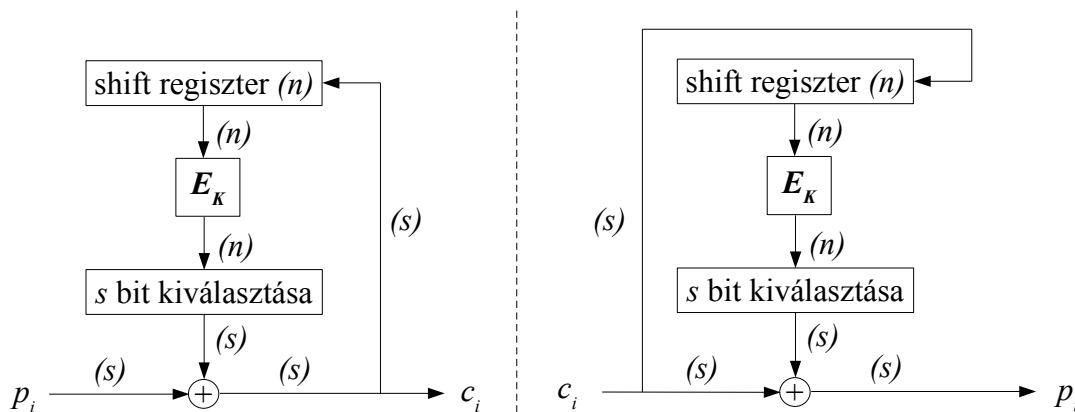 shift regiszter (n)
(n)
E_K
(n)
s bit kiválasztása
(s)
(s)
(s)
(s)
p_i
+
c_i
shift regiszter (n)
(n)
E_K
(s)
(n)
s bit kiválasztása
(s)
(s)
(s)
c_i
+
p_i